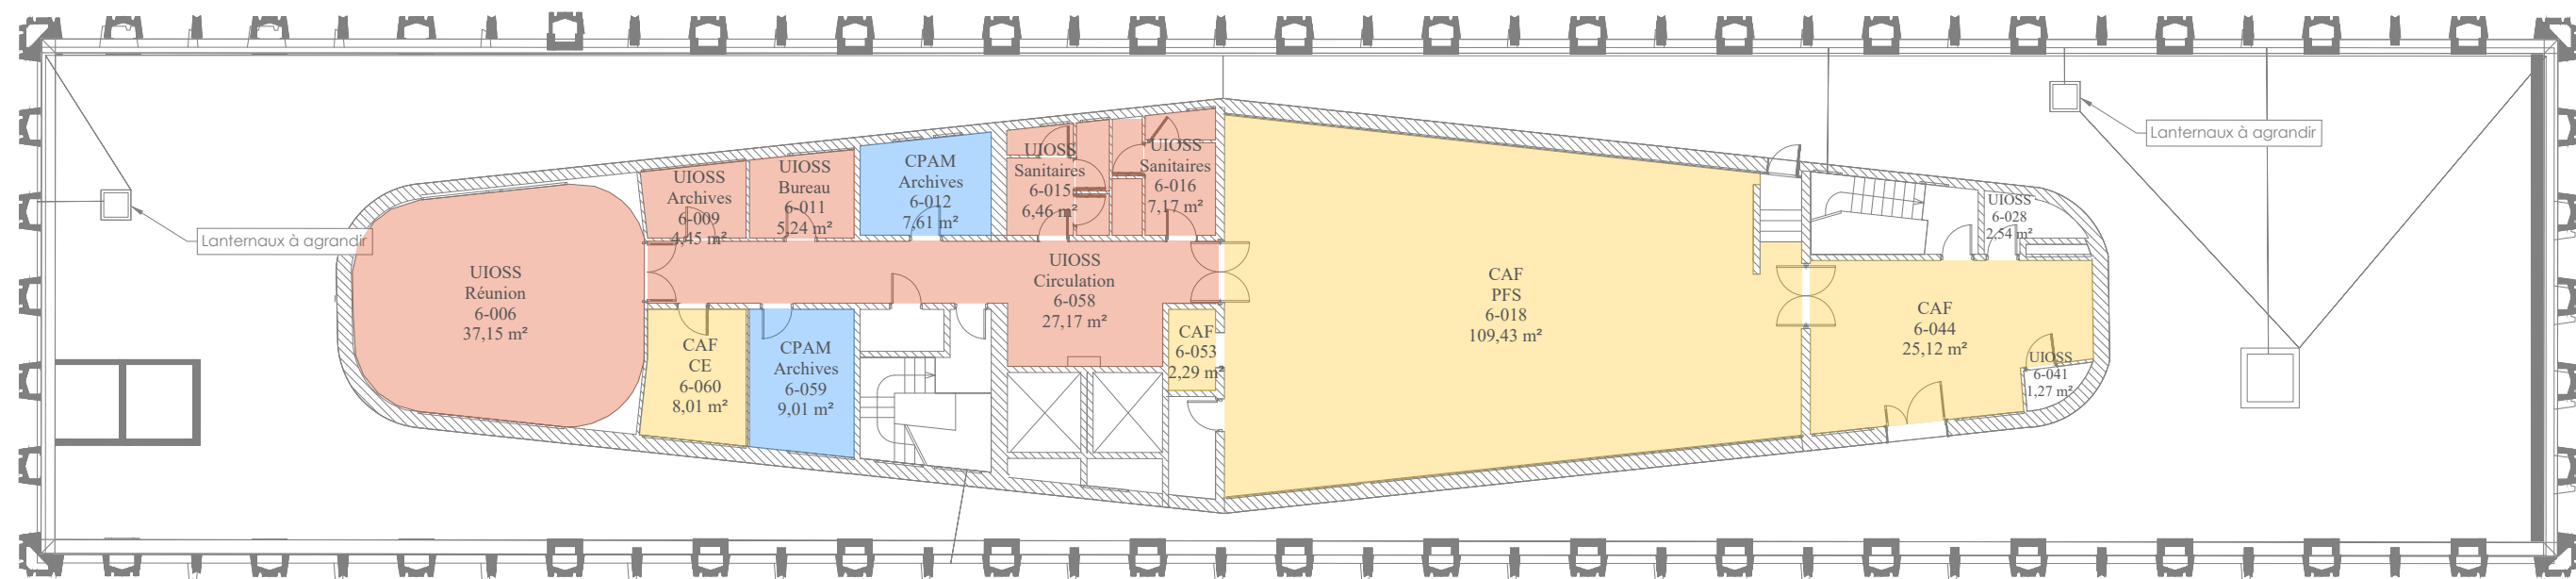 Lanternaux à agrandir
UIOSS
Réunion
6-006
37,15 m²
UIOSS
Archives
6-009
4,45 m²
UIOSS
Bureau
6-011
5,24 m²
CPAM
Archives
6-012
7,61 m²
UIOSS
Sanitaires
6-015
6,46 m²
UIOSS
Sanitaires
6-016
7,17 m²
UIOSS
Circulation
6-058
27,17 m²
CAF
CE
6-060
8,01 m²
CPAM
Archives
6-059
9,01 m²
CAF
6-053
2,29 m²
CAF
PFS
6-018
109,43 m²
UIOSS
6-028
2,54 m²
CAF
6-044
25,12 m²
UIOSS
6-041
1,27 m²
Lanternaux à agrandir